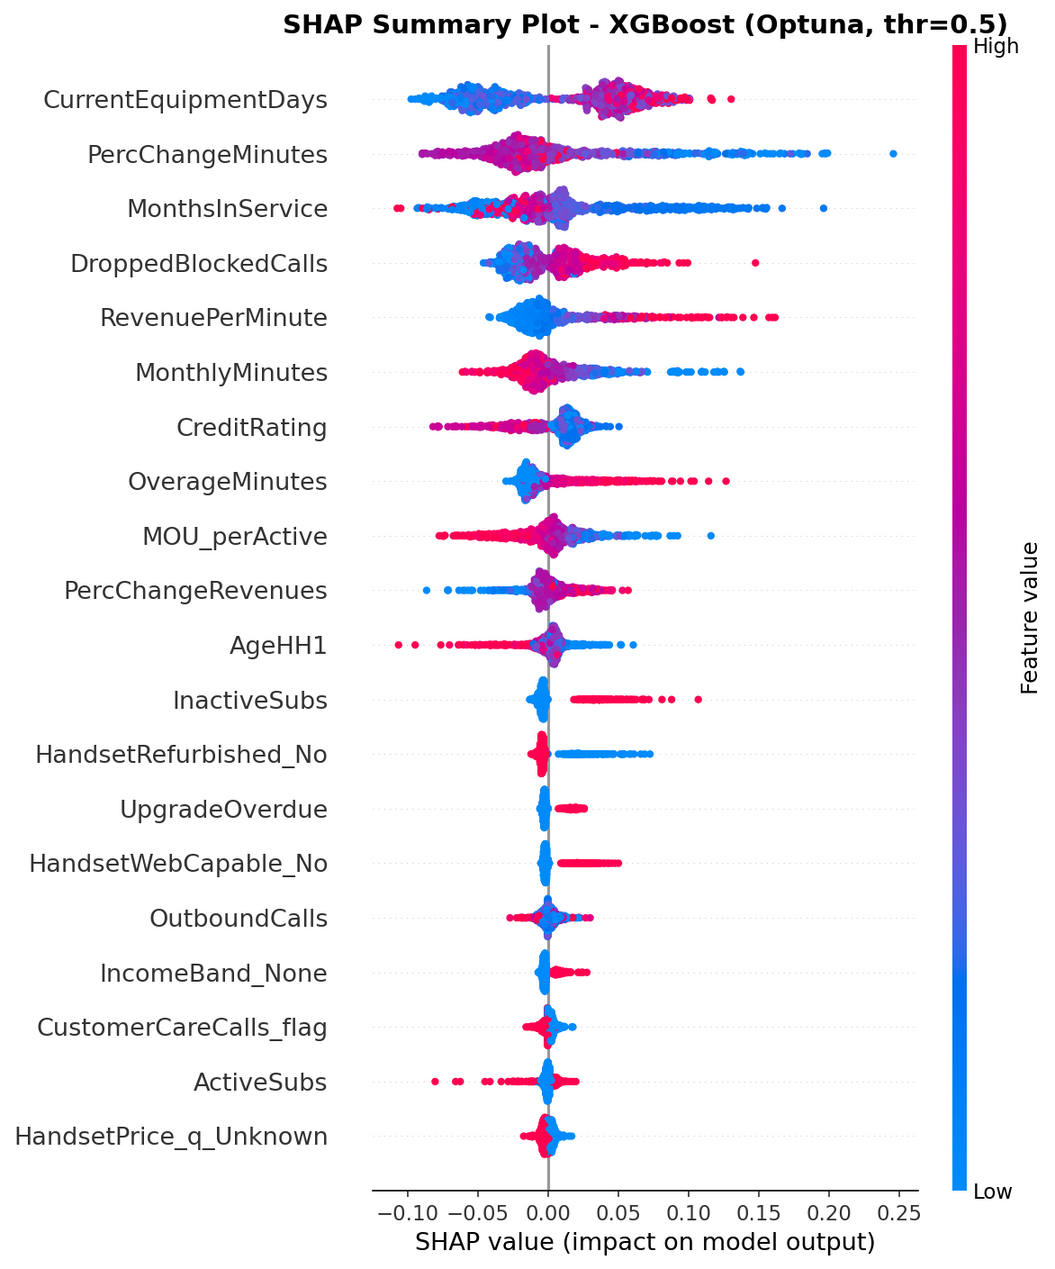 SHAP Summary Plot - XGBoost (Optuna, thr=0.5)
High
CurrentEquipmentDays
PercChangeMinutes
MonthsInService
DroppedBlockedCalls
RevenuePerMinute
MonthlyMinutes
CreditRating
OverageMinutes
MOU_perActive
PercChangeRevenues
AgeHH1
InactiveSubs
HandsetRefurbished_No
UpgradeOverdue
HandsetWebCapable_No
OutboundCalls
IncomeBand_None
CustomerCareCalls_flag
ActiveSubs
HandsetPrice_q_Unknown
Feature value
Low
−0.10 −0.05 0.00 0.05 0.10 0.15 0.20 0.25
SHAP value (impact on model output)